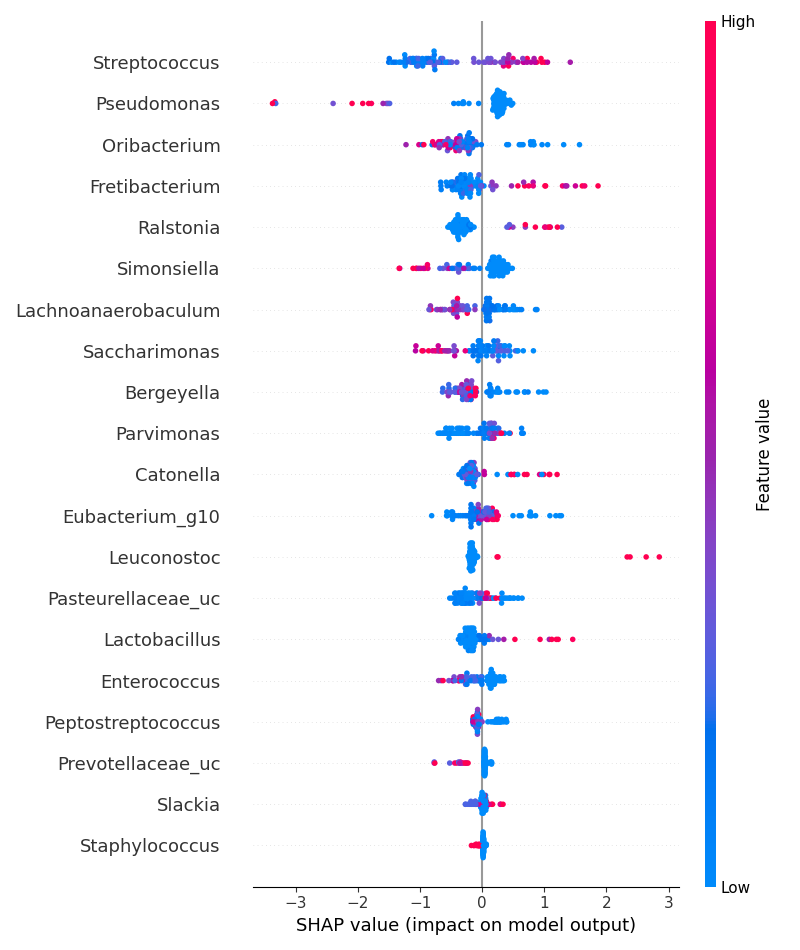 High
Streptococcus
Pseudomonas
Oribacterium
Fretibacterium
Ralstonia
Simonsiella
Lachnoanaerobaculum
Saccharimonas
Bergeyella
Parvimonas
Catonella
Eubacterium_g10
Leuconostoc
Pasteurellaceae_uc
Lactobacillus
Enterococcus
Peptostreptococcus
Prevotellaceae_uc
Slackia
Staphylococcus
Feature value
Low
−3 −2 −1 0 1 2 3
SHAP value (impact on model output)